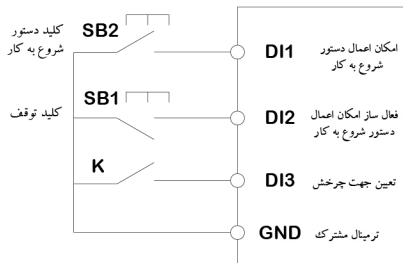 کلید دستور
شروع به کار
SB2
DI1
امکان اعمال دستور
شروع به کار
کلید توقف
SB1
DI2
فعال ساز امکان اعمال
دستور شروع به کار
K
DI3
تعیین جهت چرخش
GND
ترمینال مشترک